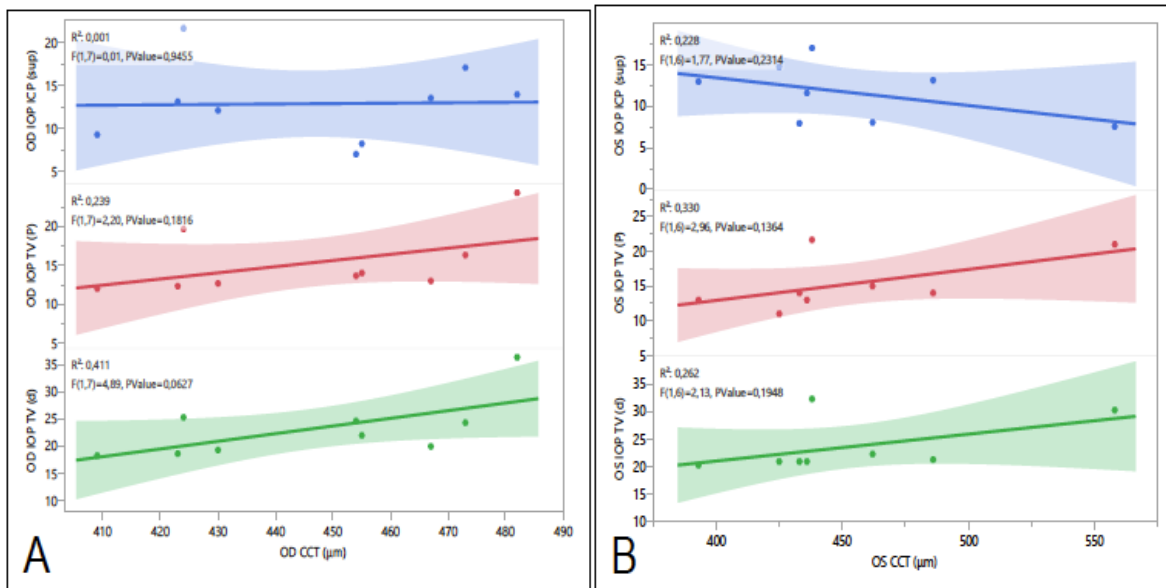 R²: 0,001
F(1,7)=0,01, PValue=0,9455
OD IOP ICP (sup)
20
15
10
5
R²: 0,239
F(1,7)=2,20, PValue=0,1816
OD IOP TV (P)
20
15
10
5
R²: 0,411
F(1,7)=4,89, PValue=0,0627
OD IOP TV (d)
35
30
25
20
15
10
410 420 430 440 450 460 470 480 490
OD CCT (µm)
A
R²: 0,228
F(1,6)=1,77, PValue=0,2314
OS IOP ICP (sup)
15
10
5
0
R²: 0,330
F(1,6)=2,96, PValue=0,1364
OS IOP TV (P)
25
20
15
10
5
R²: 0,262
F(1,6)=2,13, PValue=0,1948
OS IOP TV (d)
35
30
25
20
15
10
400 450 500 550
OS CCT (µm)
B